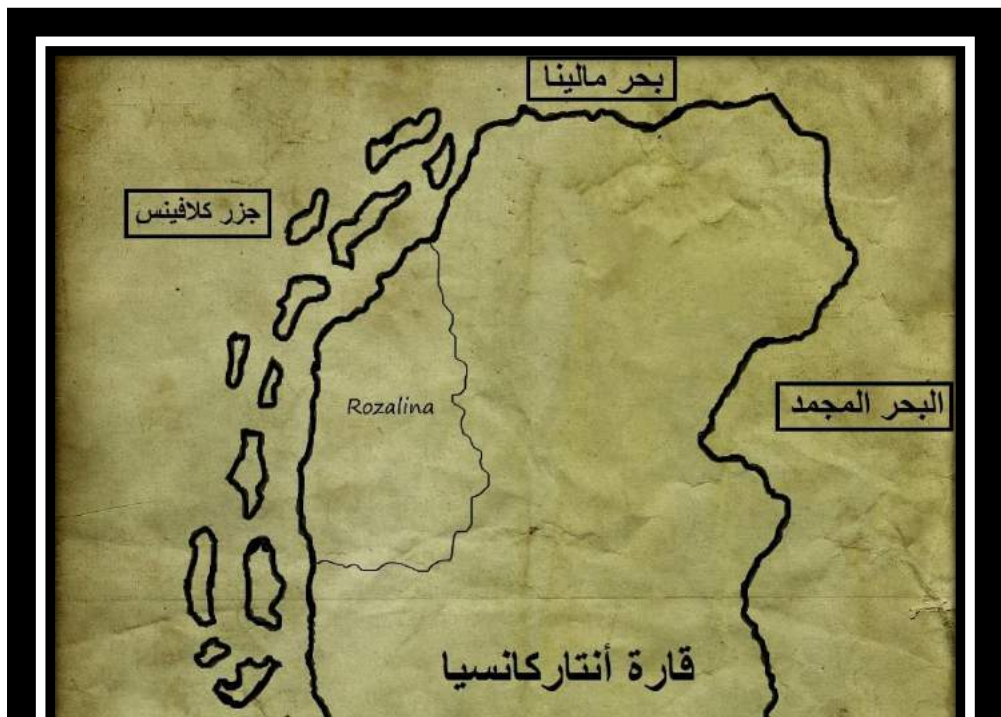 بحر مالينا
جزر كلافينس
البحر المجمد
Rozalina
قارة أنتاركانسيا